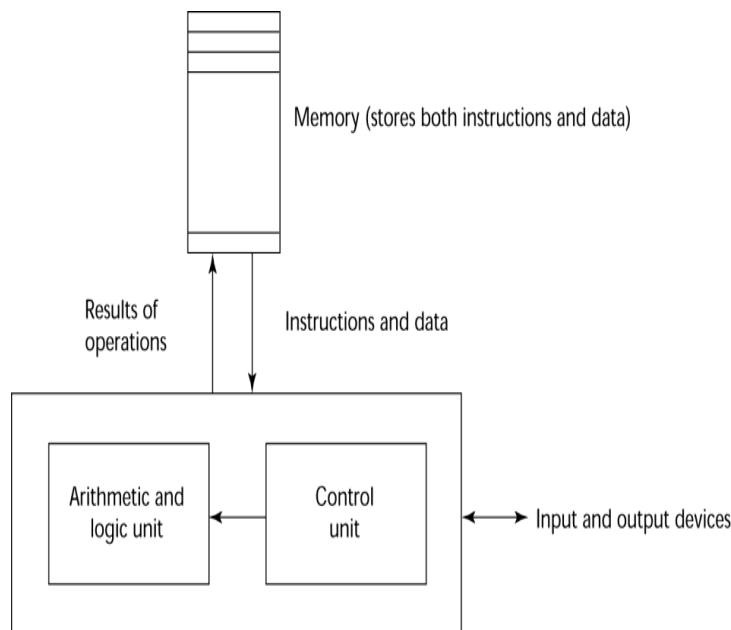 Memory (stores both instructions and data)
Results of
operations
Instructions and data
Arithmetic and
logic unit
Control
unit
Input and output devices